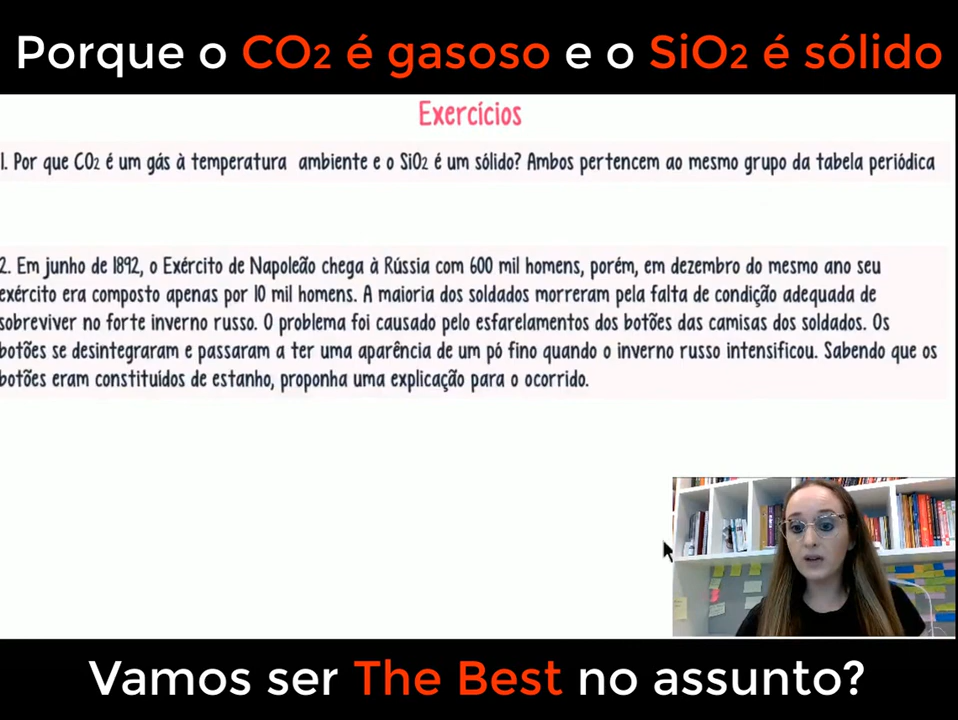 Porque o CO2 é gasoso e o SiO2 é sólido
Exercícios
1. Por que CO2 é um gás à temperatura ambiente e o SiO2 é um sólido? Ambos pertencem ao mesmo grupo da tabela periódica
2. Em junho de 1892, o Exército de Napoleão chega à Rússia com 600 mil homens, porém, em dezembro do mesmo ano seu
exército era composto apenas por 10 mil homens. A maioria dos soldados morreram pela falta de condição adequada de
sobreviver no forte inverno russo. O problema foi causado pelo esfarelamentos dos botões das camisas dos soldados. Os
botões se desintegraram e passaram a ter uma aparência de um pó fino quando o inverno russo intensificou. Sabendo que os
botões eram constituídos de estanho, proponha uma explicação para o ocorrido.
Vamos ser The Best no assunto?